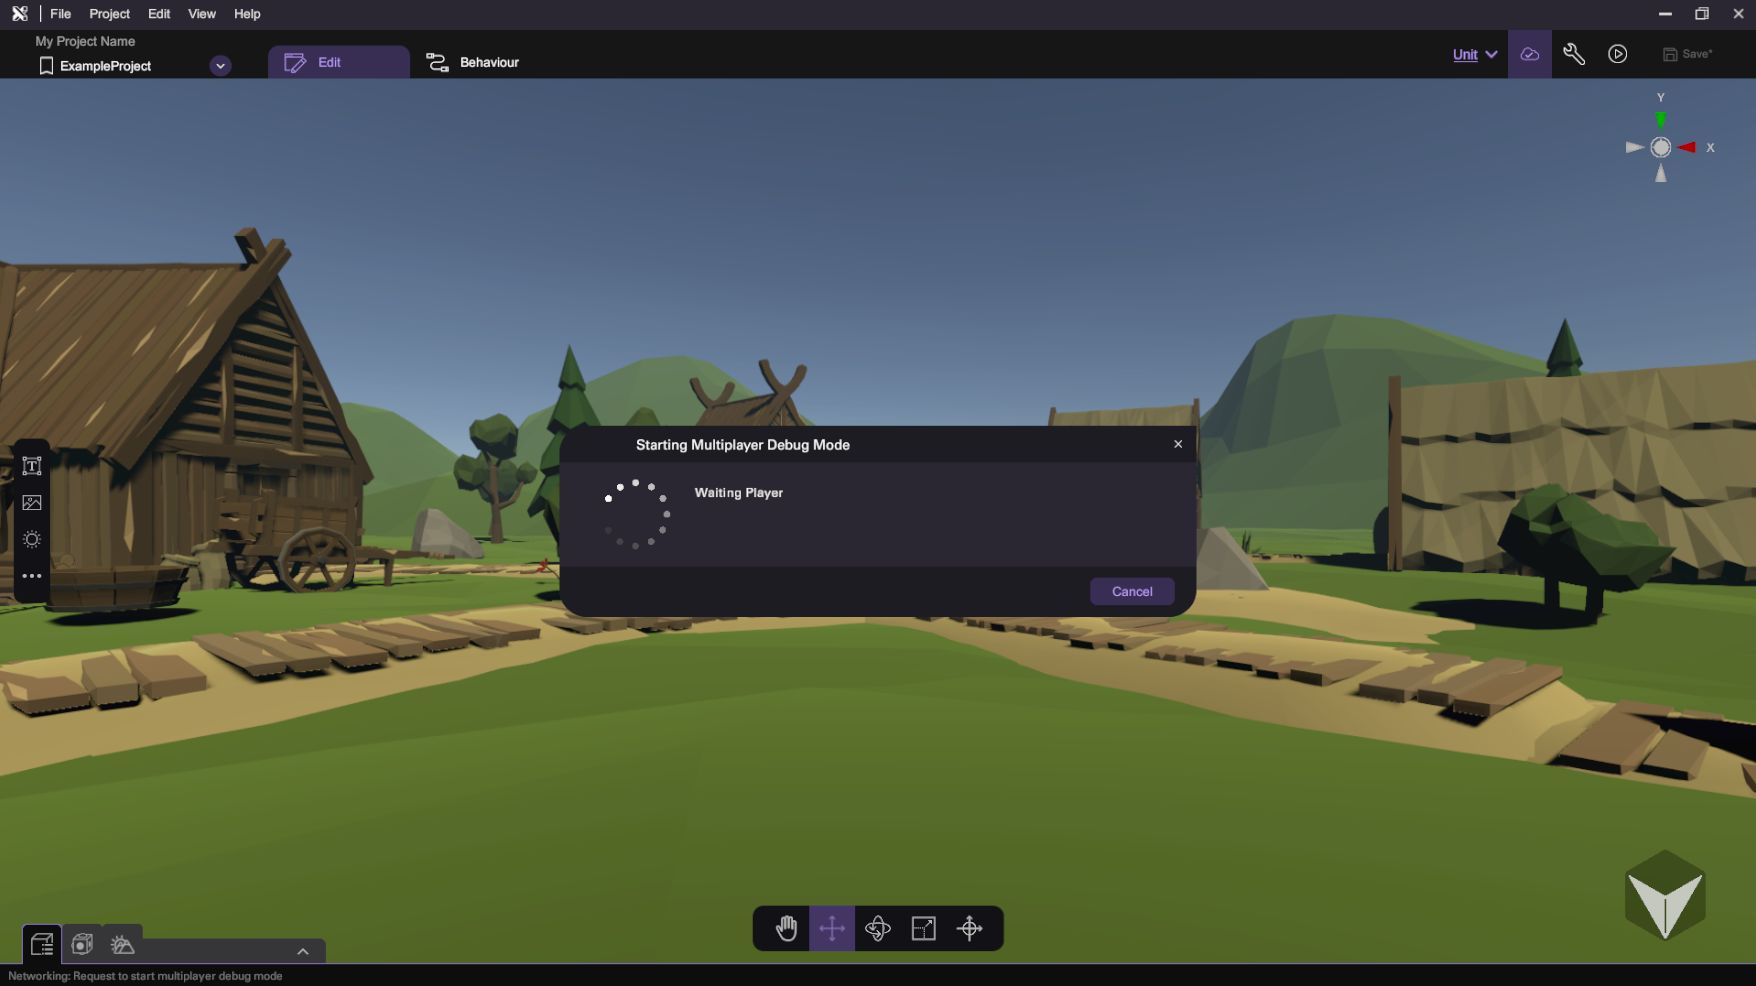 File Project Edit View Help
My Project Name
ExampleProject
Edit
Behaviour
Unit
Save*
Y
X
Starting Multiplayer Debug Mode
Waiting Player
Cancel
Networking: Request to start multiplayer debug mode